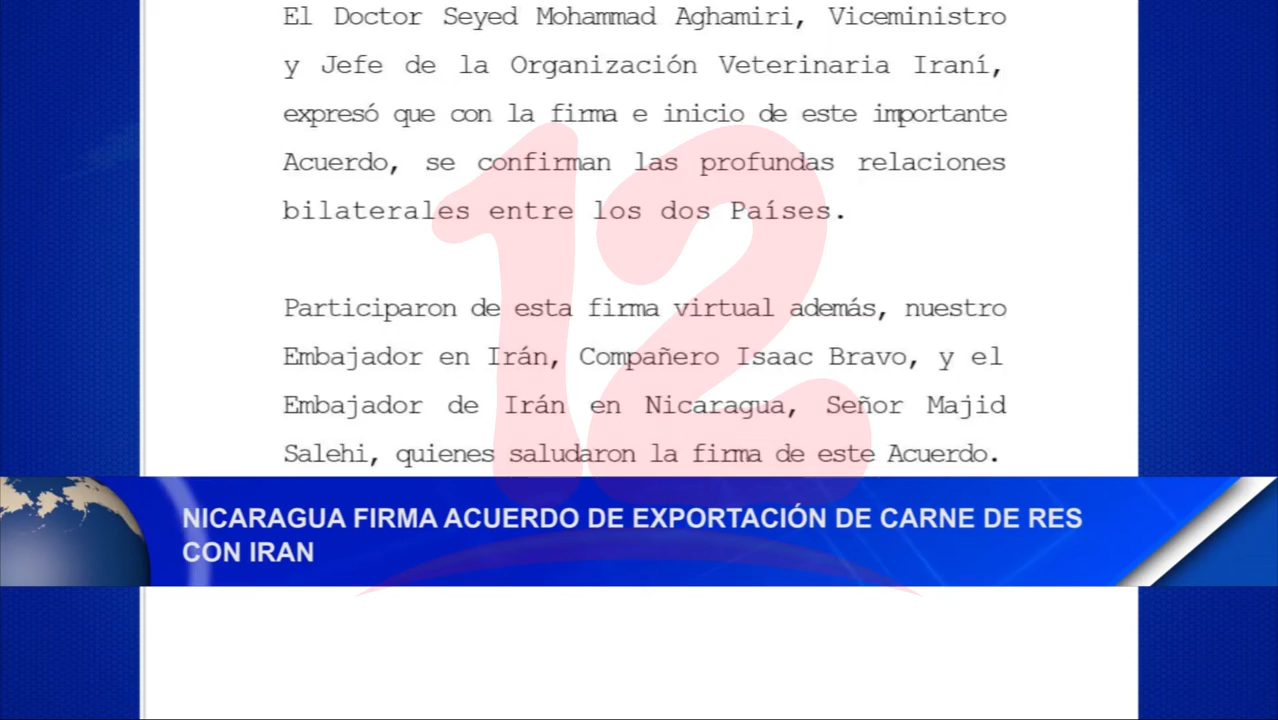 El Doctor Seyed Mohammad Aghamiri, Viceministro
y Jefe de la Organización Veterinaria Iraní,
expresó que con la firma e inicio de este importante
Acuerdo, se confirman las profundas relaciones
bilaterales entre los dos Países.
Participaron de esta firma virtual además, nuestro
Embajador en Irán, Compañero Isaac Bravo, y el
Embajador de Irán en Nicaragua, Señor Majid
Salehi, quienes saludaron la firma de este Acuerdo.
12
NICARAGUA FIRMA ACUERDO DE EXPORTACIÓN DE CARNE DE RES
CON IRAN